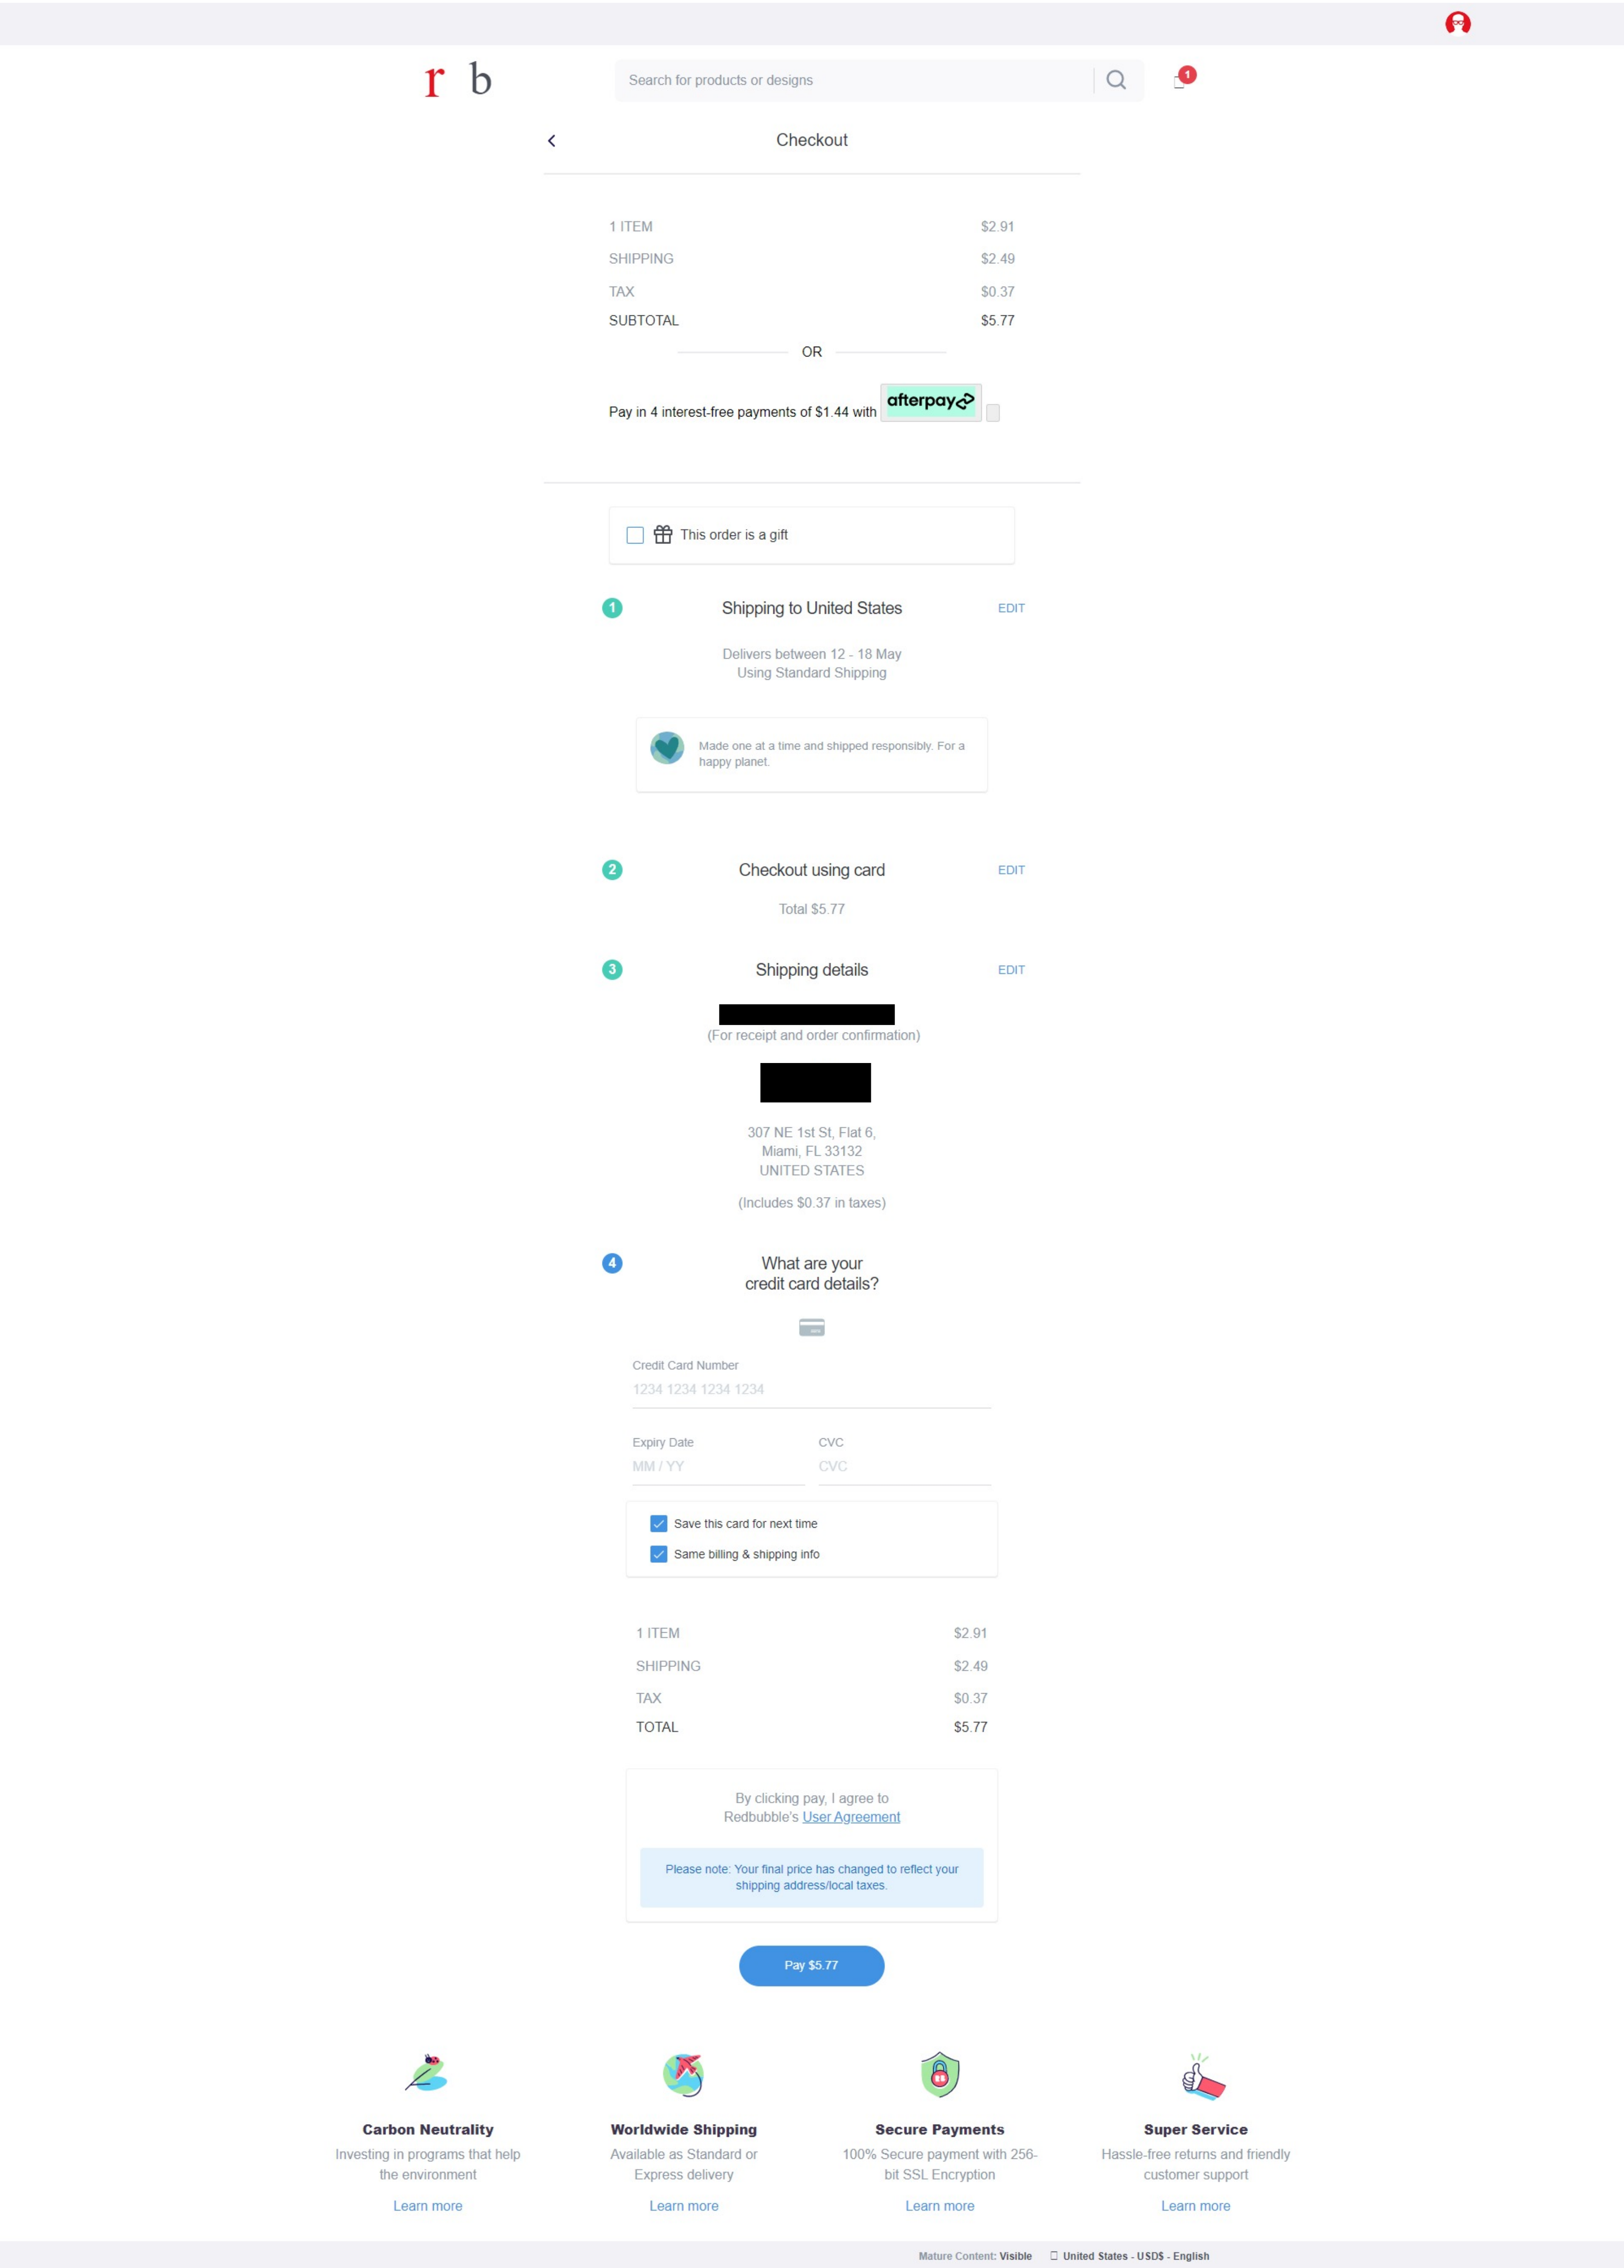 r b
Search for products or designs
1
Checkout
1 ITEM $2.91
SHIPPING $2.49
TAX $0.37
SUBTOTAL $5.77
OR
Pay in 4 interest-free payments of $1.44 with afterpay
This order is a gift
1 Shipping to United States EDIT
Delivers between 12 - 18 May
Using Standard Shipping
Made one at a time and shipped responsibly. For a
happy planet.
2 Checkout using card EDIT
Total $5.77
3 Shipping details EDIT
(For receipt and order confirmation)
307 NE 1st St, Flat 6,
Miami, FL 33132
UNITED STATES
(Includes $0.37 in taxes)
4 What are your
credit card details?
Credit Card Number
1234 1234 1234 1234
Expiry Date CVC
MM / YY CVC
Save this card for next time
Same billing & shipping info
1 ITEM $2.91
SHIPPING $2.49
TAX $0.37
TOTAL $5.77
By clicking pay, I agree to
Redbubble's User Agreement
Please note: Your final price has changed to reflect your
shipping address/local taxes.
Pay $5.77
Carbon Neutrality
Investing in programs that help
the environment
Learn more
Worldwide Shipping
Available as Standard or
Express delivery
Learn more
Secure Payments
100% Secure payment with 256-
bit SSL Encryption
Learn more
Super Service
Hassle-free returns and friendly
customer support
Learn more
Mature Content: Visible United States - USD$ - English